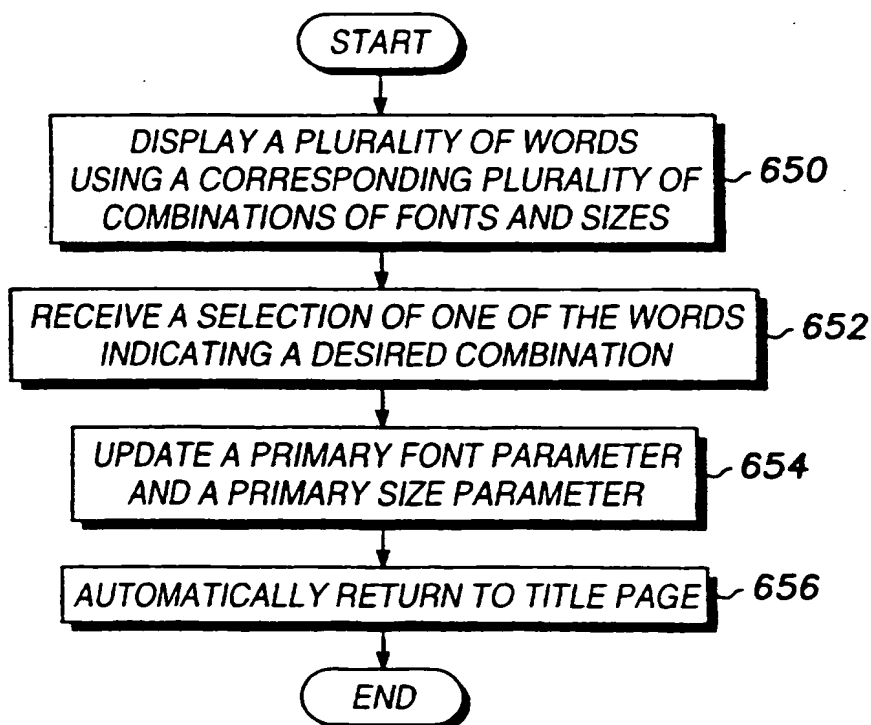 START
DISPLAY A PLURALITY OF WORDS
USING A CORRESPONDING PLURALITY OF
COMBINATIONS OF FONTS AND SIZES
650
RECEIVE A SELECTION OF ONE OF THE WORDS
INDICATING A DESIRED COMBINATION
652
UPDATE A PRIMARY FONT PARAMETER
AND A PRIMARY SIZE PARAMETER
654
AUTOMATICALLY RETURN TO TITLE PAGE
656
END